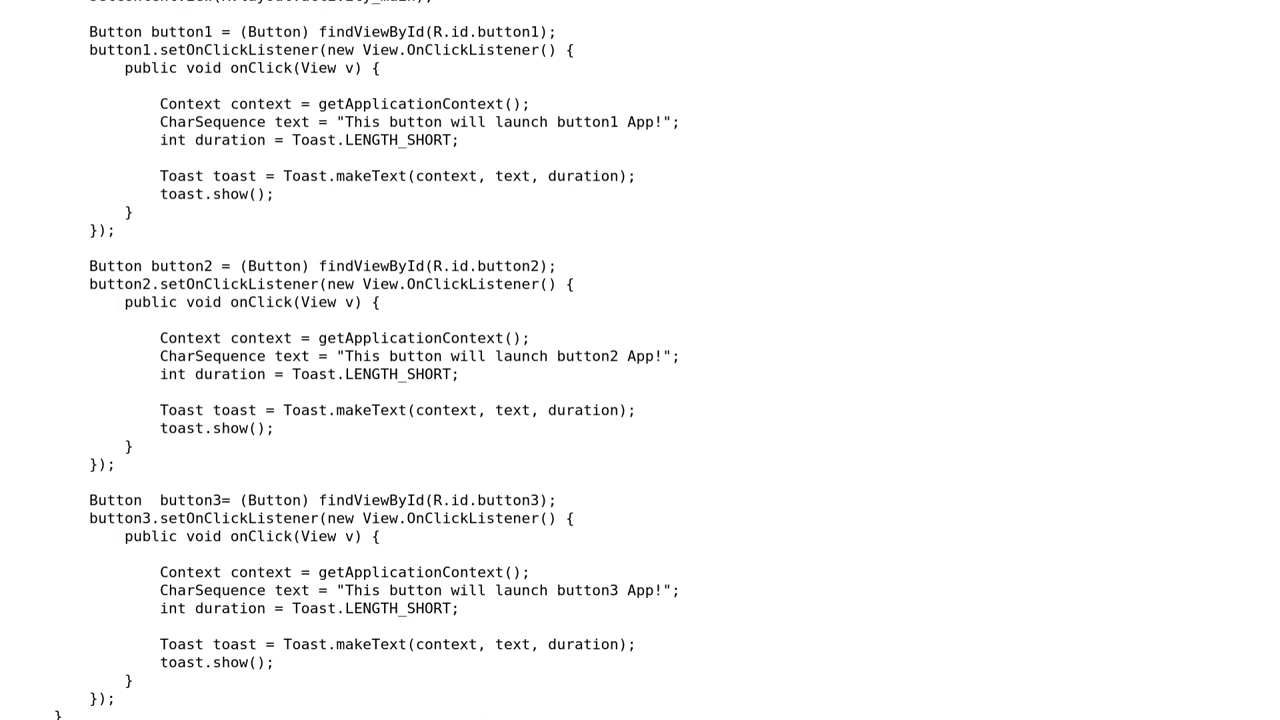 Button button1 = (Button) findViewById(R.id.button1);
button1.setOnClickListener(new View.OnClickListener() {
public void onClick(View v) {
Context context = getApplicationContext();
CharSequence text = "This button will launch button1 App!";
int duration = Toast.LENGTH_SHORT;
Toast toast = Toast.makeText(context, text, duration);
toast.show();
}
});
Button button2 = (Button) findViewById(R.id.button2);
button2.setOnClickListener(new View.OnClickListener() {
public void onClick(View v) {
Context context = getApplicationContext();
CharSequence text = "This button will launch button2 App!";
int duration = Toast.LENGTH_SHORT;
Toast toast = Toast.makeText(context, text, duration);
toast.show();
}
});
Button  button3= (Button) findViewById(R.id.button3);
button3.setOnClickListener(new View.OnClickListener() {
public void onClick(View v) {
Context context = getApplicationContext();
CharSequence text = "This button will launch button3 App!";
int duration = Toast.LENGTH_SHORT;
Toast toast = Toast.makeText(context, text, duration);
toast.show();
}
});
}